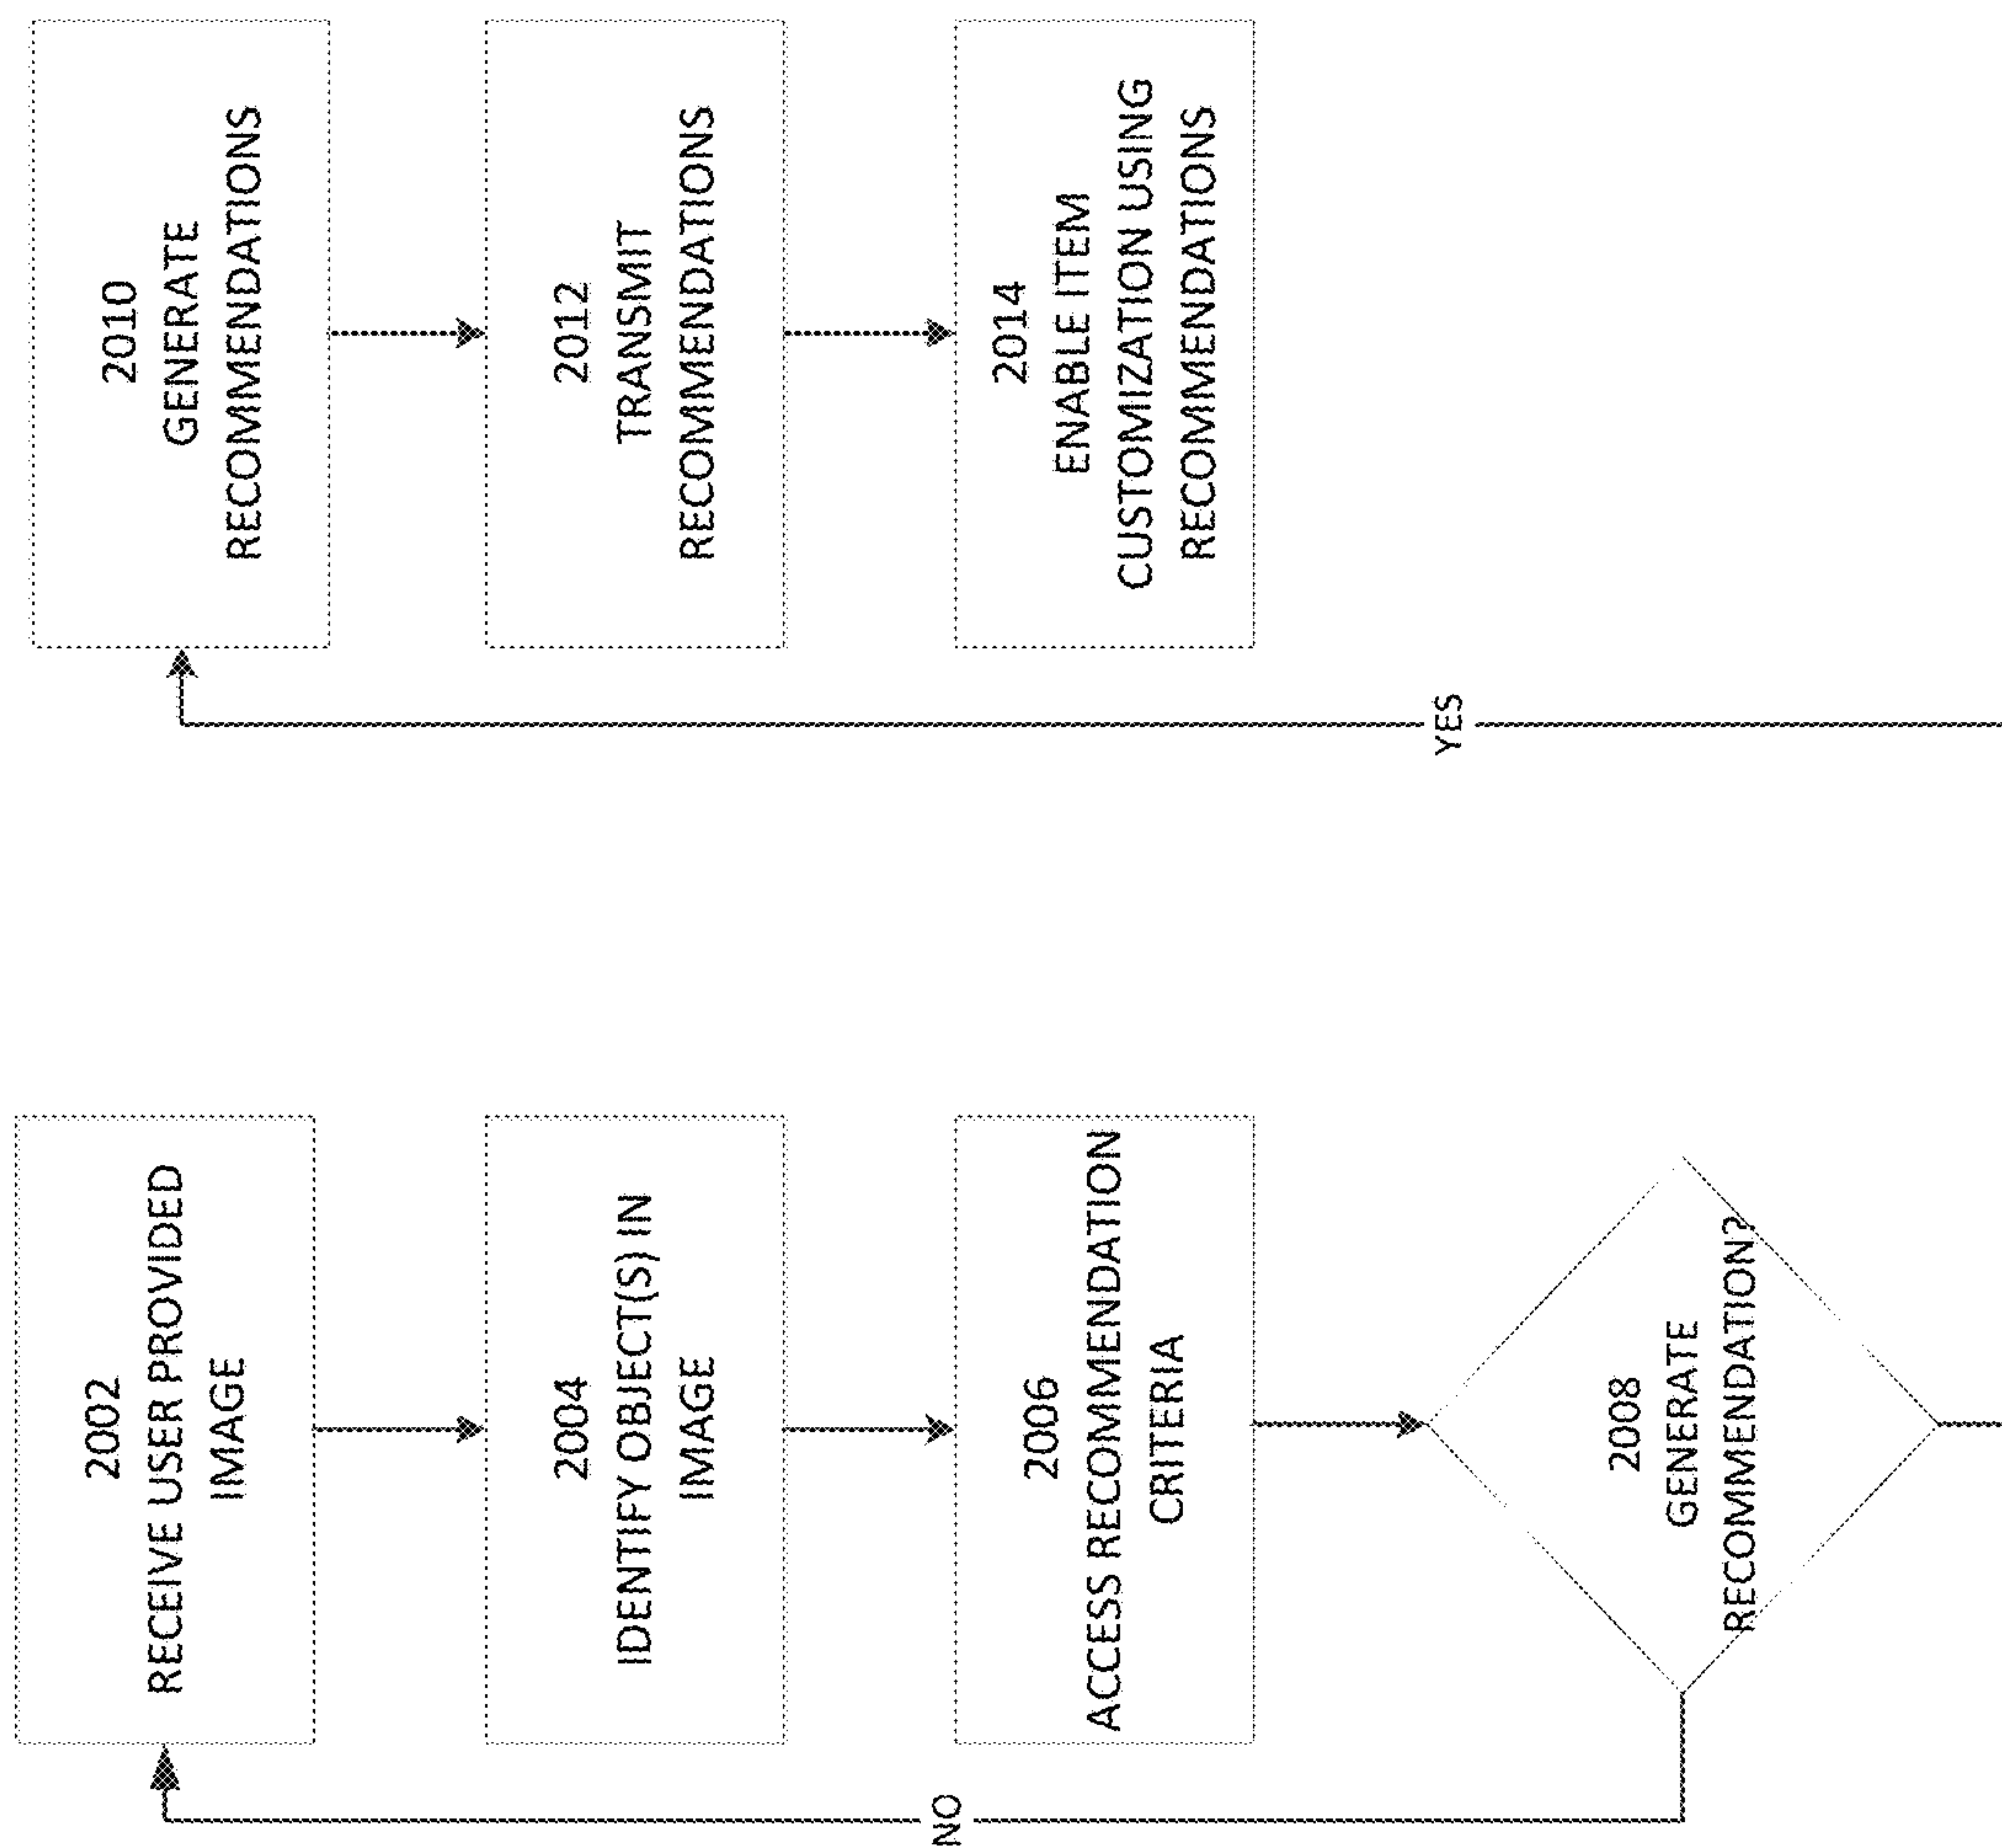 2002
RECEIVE USER PROVIDED
IMAGE
2004
IDENTIFY OBJECT(S) IN
IMAGE
2006
ACCESS RECOMMENDATION
CRITERIA
2008
GENERATE
RECOMMENDATION?
NO
YES
2010
GENERATE
RECOMMENDATIONS
2012
TRANSMIT
RECOMMENDATIONS
2014
ENABLE ITEM
CUSTOMIZATION USING
RECOMMENDATIONS